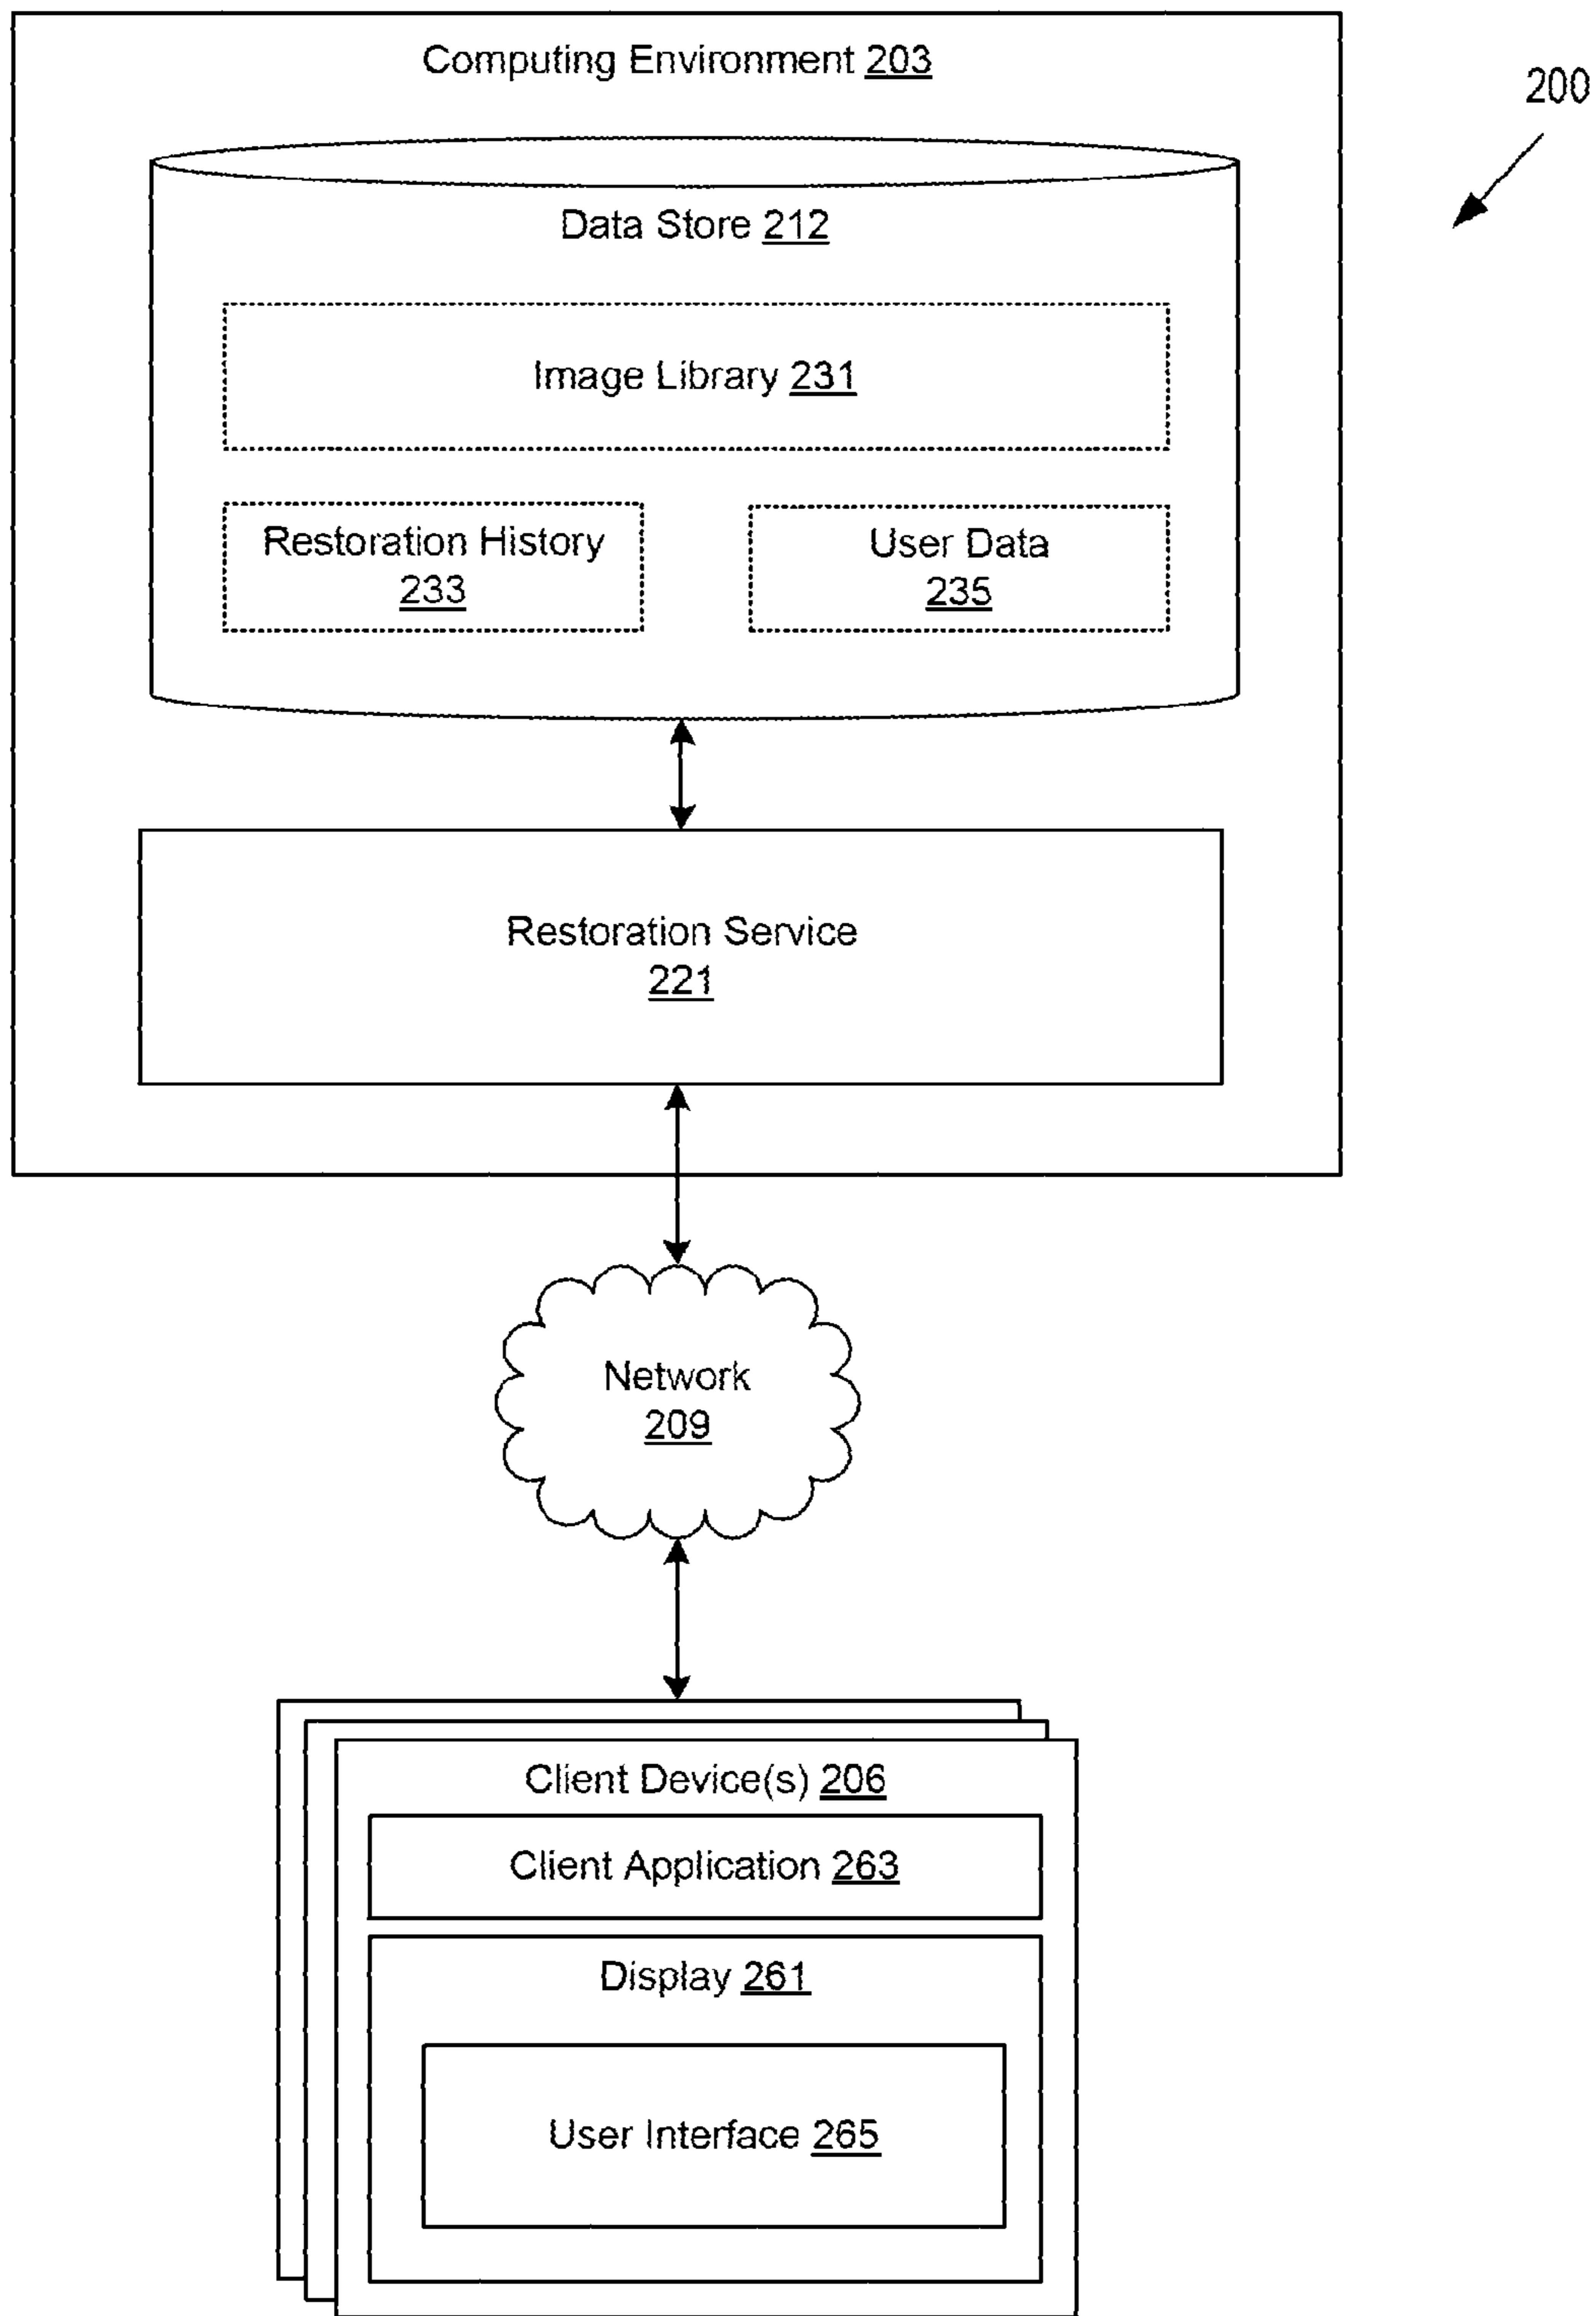 Computing Environment 203
200
Data Store 212
Image Library 231
Restoration History
233
User Data
235
Restoration Service
221
Network
209
Client Device(s) 206
Client Application 263
Display 261
User Interface 265